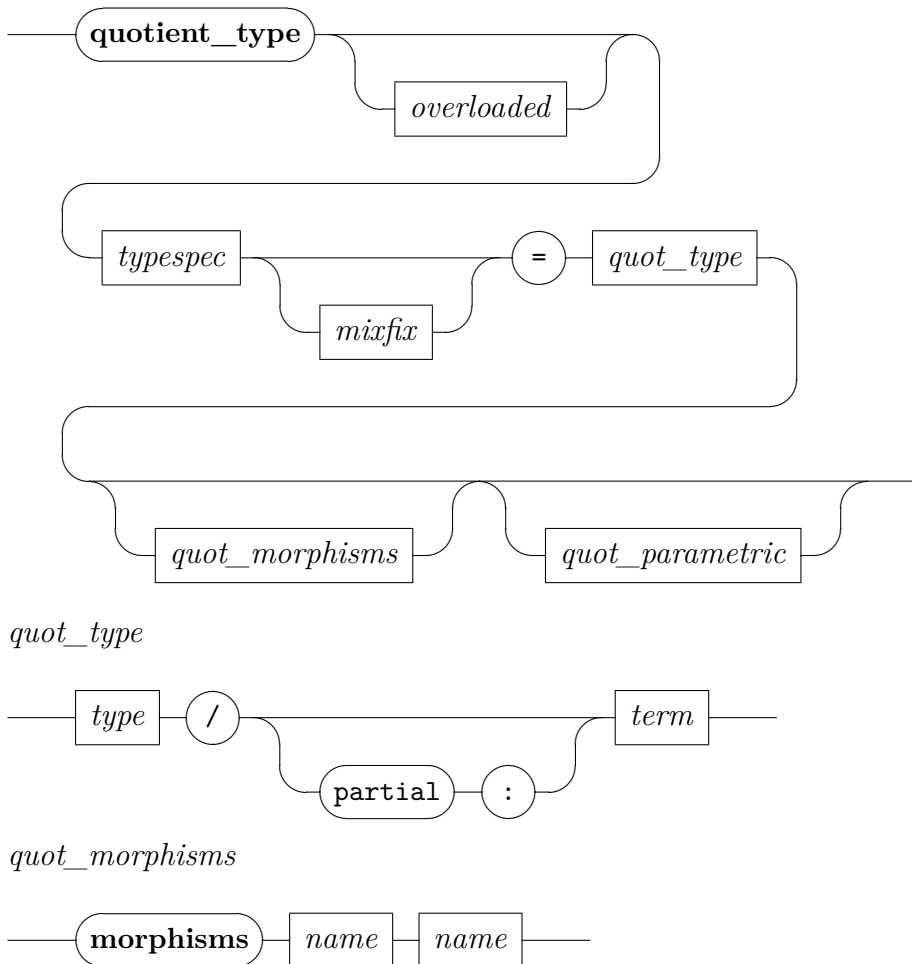 quotient_type
overloaded
typespec = quot_type
mixfix
quot_morphisms quot_parametric
quot_type
type / term
partial :
quot_morphisms
morphisms name name